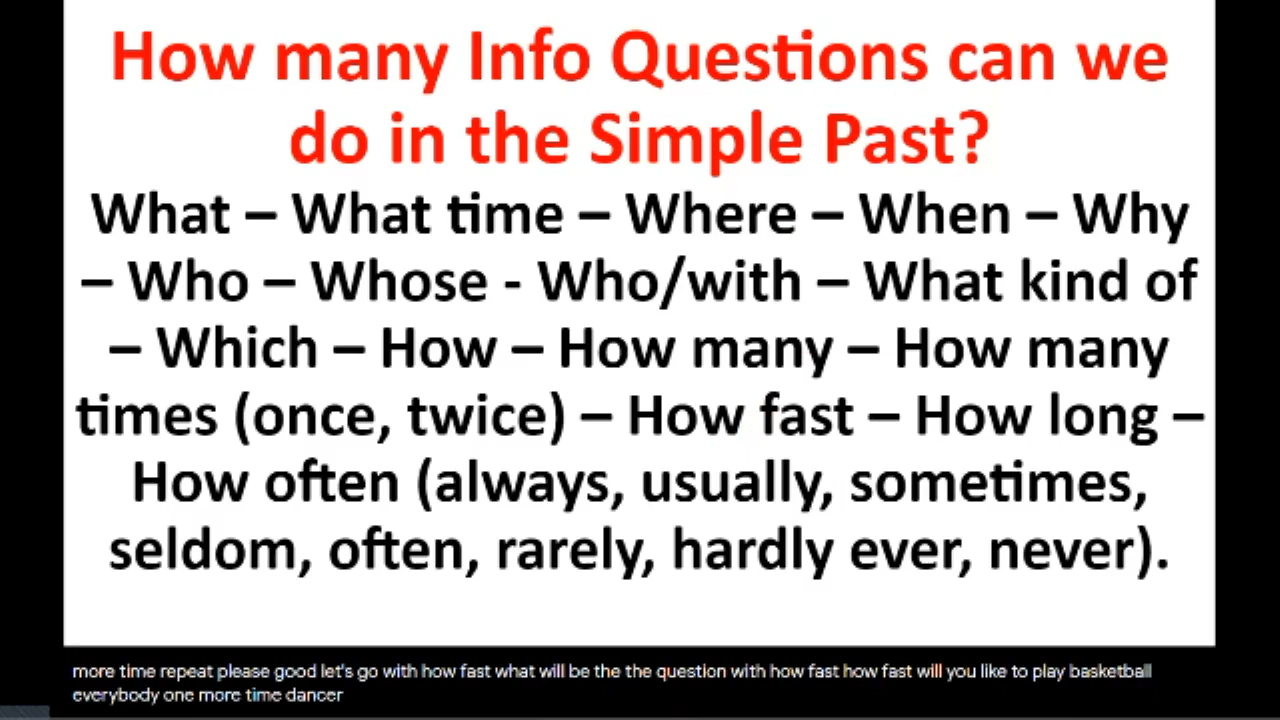 How many Info Questions can we
do in the Simple Past?
What – What time – Where – When – Why
– Who – Whose - Who/with – What kind of
– Which – How – How many – How many
times (once, twice) – How fast – How long –
How often (always, usually, sometimes,
seldom, often, rarely, hardly ever, never).
more time repeat please good let's go with how fast what will be the the question with how fast how fast will you like to play basketball
everybody one more time dancer